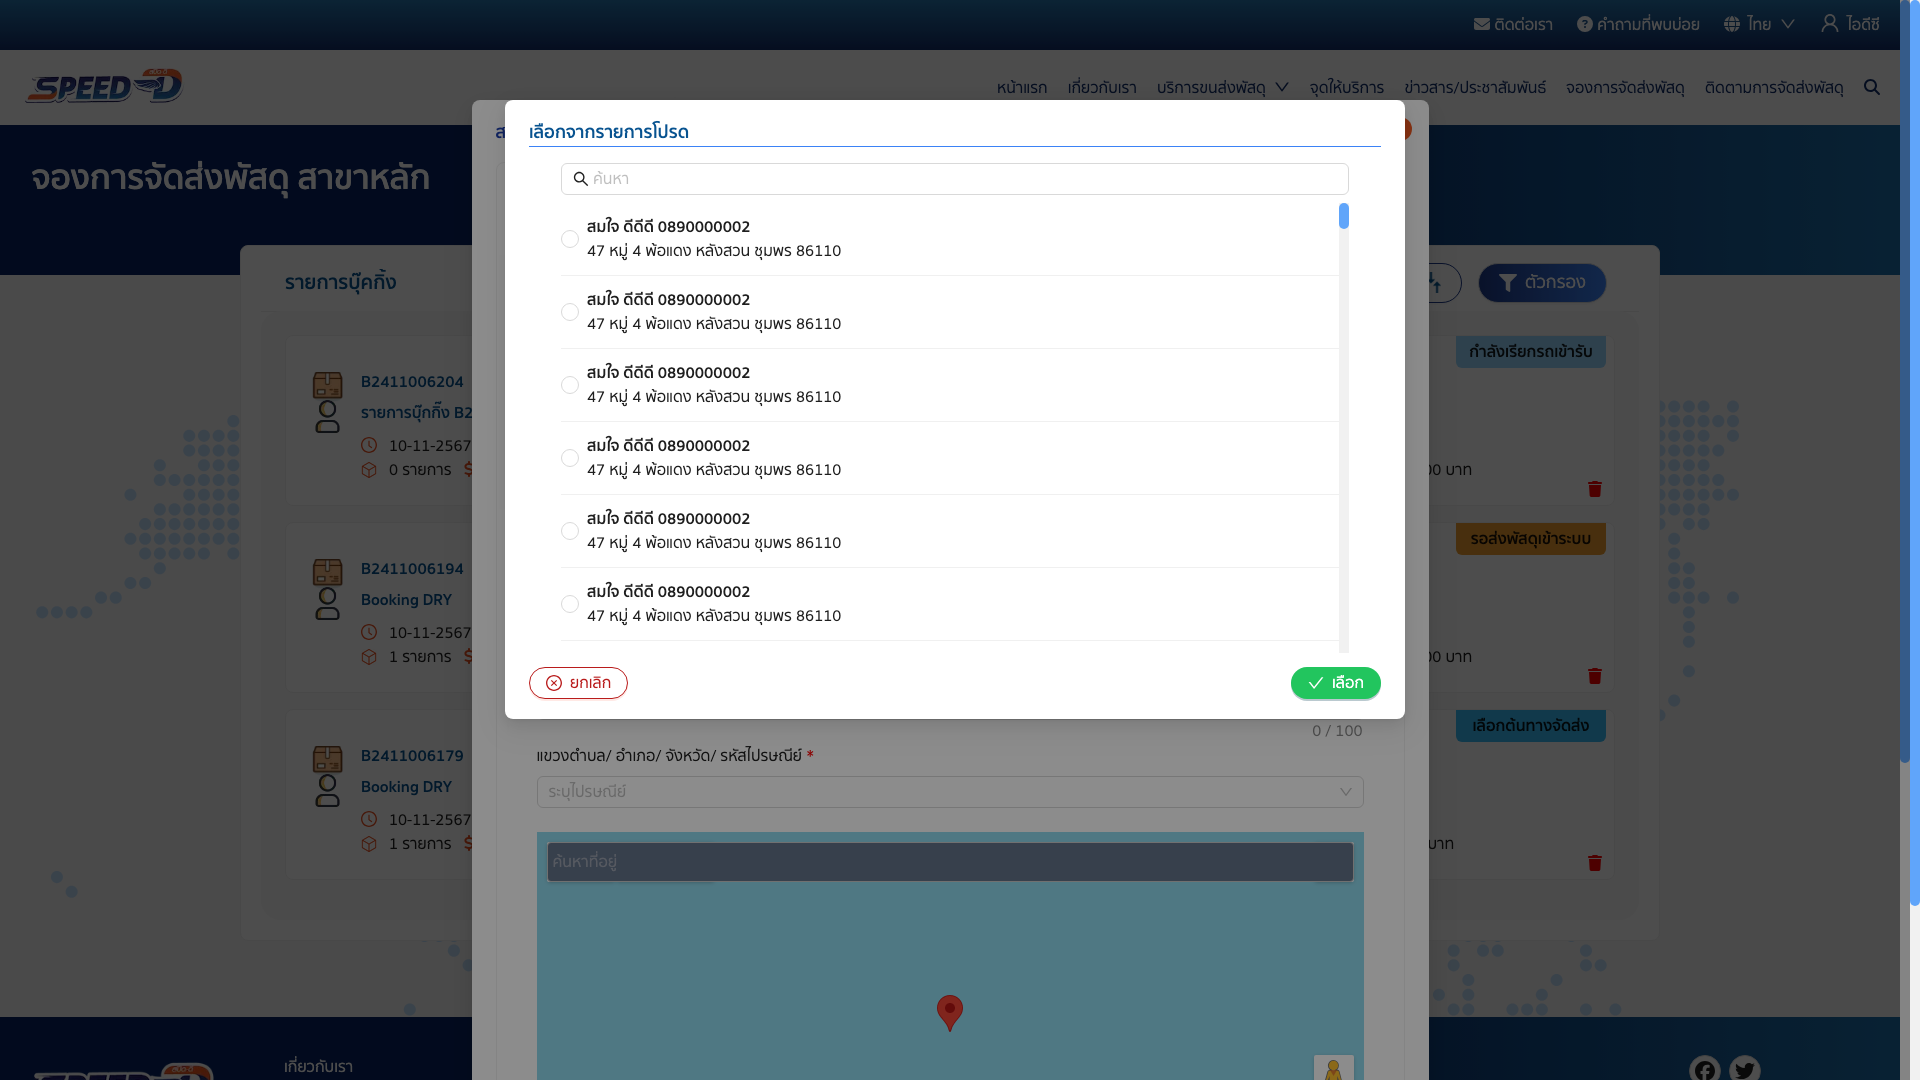 ติดต่อเรา คำถามที่พบบ่อย ไทย ไอดีซี
SPEED-D
หน้าแรก เกี่ยวกับเรา บริการขนส่งพัสดุ จุดให้บริการ ข่าวสาร/ประชาสัมพันธ์ จองการจัดส่งพัสดุ ติดตามการจัดส่งพัสดุ
จองการจัดส่งพัสดุ สาขาหลัก
เลือกจากรายการโปรด
ค้นหา
สมใจ ดีดีดี 0890000002
47 หมู่ 4 พ้อแดง หลังสวน ชุมพร 86110
สมใจ ดีดีดี 0890000002
47 หมู่ 4 พ้อแดง หลังสวน ชุมพร 86110
สมใจ ดีดีดี 0890000002
47 หมู่ 4 พ้อแดง หลังสวน ชุมพร 86110
สมใจ ดีดีดี 0890000002
47 หมู่ 4 พ้อแดง หลังสวน ชุมพร 86110
สมใจ ดีดีดี 0890000002
47 หมู่ 4 พ้อแดง หลังสวน ชุมพร 86110
สมใจ ดีดีดี 0890000002
47 หมู่ 4 พ้อแดง หลังสวน ชุมพร 86110
ยกเลิก เลือก
รายการบุ๊คกิ้ง
ตัวกรอง
B2411006204
กำลังเรียกรถเข้ารับ
รายการบุ๊กกิ๊ง B2
10-11-2567
0 รายการ $
00 บาท
B2411006194
รอส่งพัสดุเข้าระบบ
Booking DRY
10-11-2567
1 รายการ $
00 บาท
B2411006179
เลือกต้นทางจัดส่ง
Booking DRY
10-11-2567
1 รายการ $
บาท
0 / 100
แขวงตำบล/ อำเภอ/ จังหวัด/ รหัสไปรษณีย์ *
ระบุไปรษณีย์
ค้นหาที่อยู่
เกี่ยวกับเรา